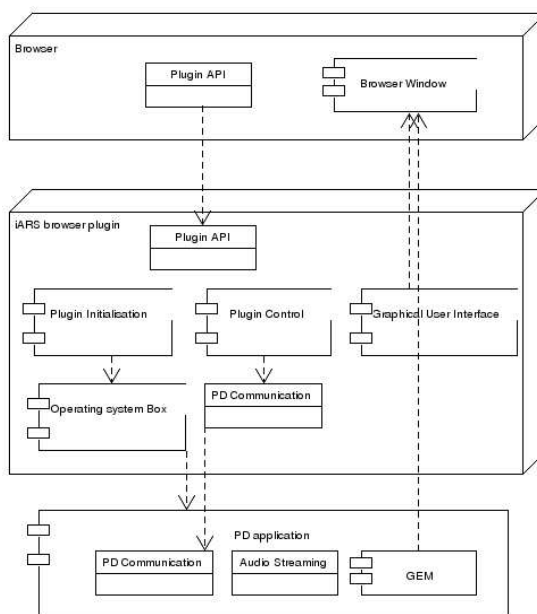 Browser
Plugin API
Browser Window
iARS browser plugin
Plugin API
Plugin Initialisation
Plugin Control
Graphical User Interface
Operating system Box
PD Communication
PD application
PD Communication
Audio Streaming
GEM